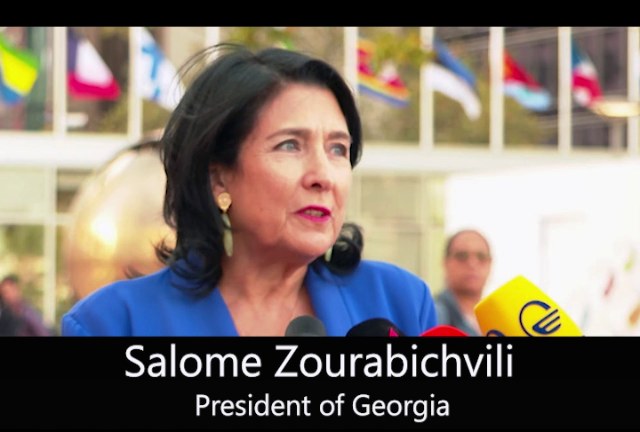 Salome Zourabichvili
President of Georgia